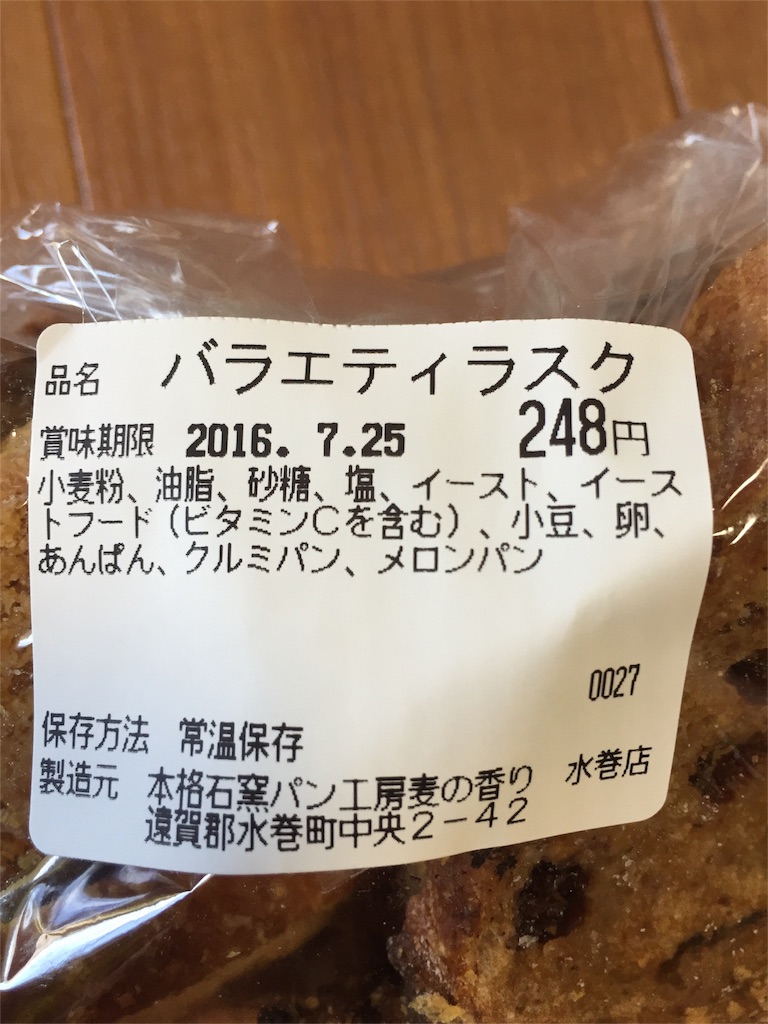 品名 バラエティラスク
賞味期限 2016. 7.25 248円
小麦粉、油脂、砂糖、塩、イースト、イース
トフード（ビタミンCを含む）、小豆、卵、
あんぱん、クルミパン、メロンパン
0027
保存方法 常温保存
製造元 本格石窯パン工房麦の香り 水巻店
遠賀郡水巻町中央2－42